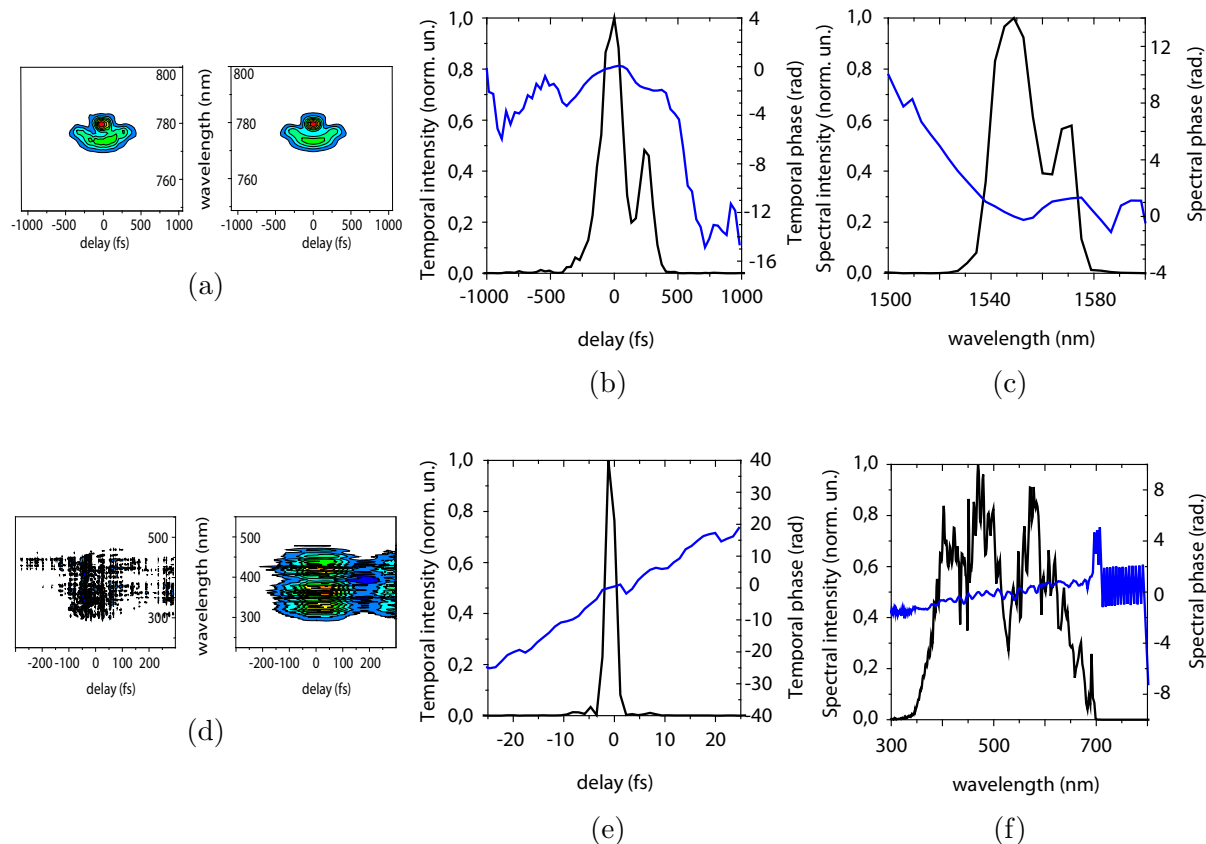 800
780
760
-1000 -500 0 500 1000
delay (fs)
wavelength (nm)
800
780
760
-1000 -500 0 500 1000
delay (fs)
(a)
Temporal intensity (norm. un.)
1,0
0,8
0,6
0,4
0,2
0,0
-1000 -500 0 500 1000
delay (fs)
4
0
-4
-8
-12
-16
Temporal phase (rad)
(b)
Spectral intensity (norm. un.)
1,0
0,8
0,6
0,4
0,2
0,0
1500 1540 1580
wavelength (nm)
12
8
4
0
-4
Spectral phase (rad.)
(c)
500
300
-300 -200 -100 0 100 200 300
delay (fs)
wavelength (nm)
500
400
300
-200 -100 0 100 200
delay (fs)
(d)
Temporal intensity (norm. un.)
1,0
0,8
0,6
0,4
0,2
0,0
-20 -10 0 10 20
delay (fs)
40
30
20
10
0
-10
-20
-30
-40
Temporal phase (rad)
(e)
Spectral intensity (norm. un.)
1,0
0,8
0,6
0,4
0,2
0,0
300 500 700
wavelength (nm)
8
4
0
-4
-8
Spectral phase (rad.)
(f)